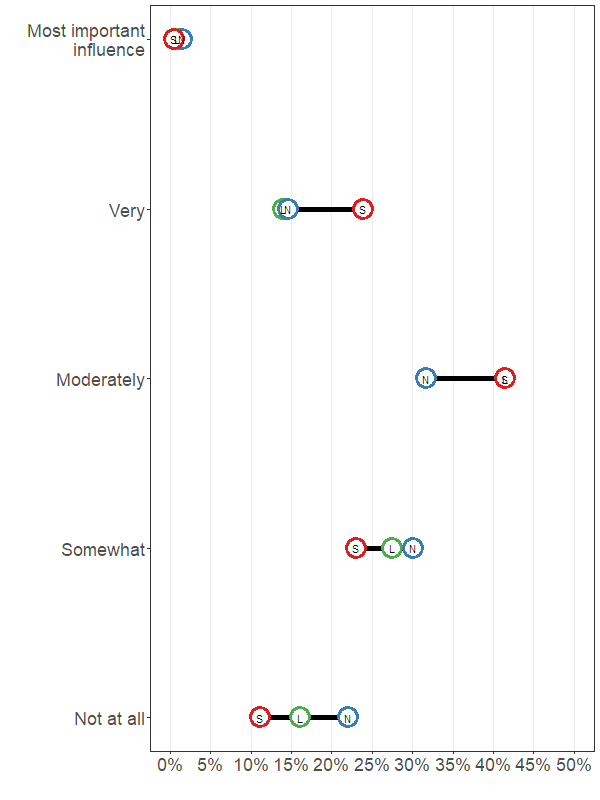 Most important
influence
S L N
Very
L N S
Moderately
N S
Somewhat
S L N
Not at all
S L N
0% 5% 10% 15% 20% 25% 30% 35% 40% 45% 50%